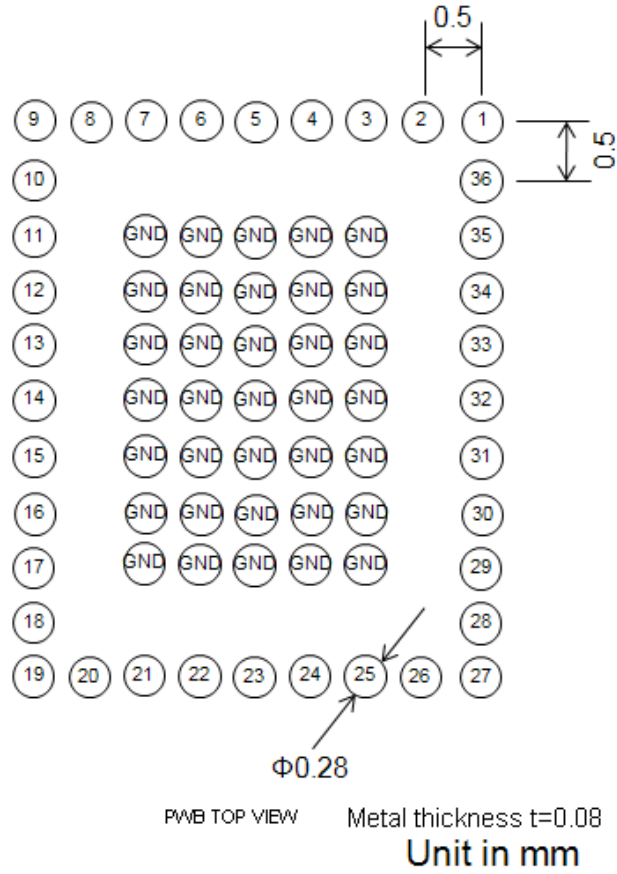 0.5
9 8 7 6 5 4 3 2 1
0.5
10 36
11 GND GND GND GND GND 35
12 GND GND GND GND GND 34
13 GND GND GND GND GND 33
14 GND GND GND GND GND 32
15 GND GND GND GND GND 31
16 GND GND GND GND GND 30
17 GND GND GND GND GND 29
18 28
19 20 21 22 23 24 25 26 27
Φ0.28
PWB TOP VIEW Metal thickness t=0.08
Unit in mm